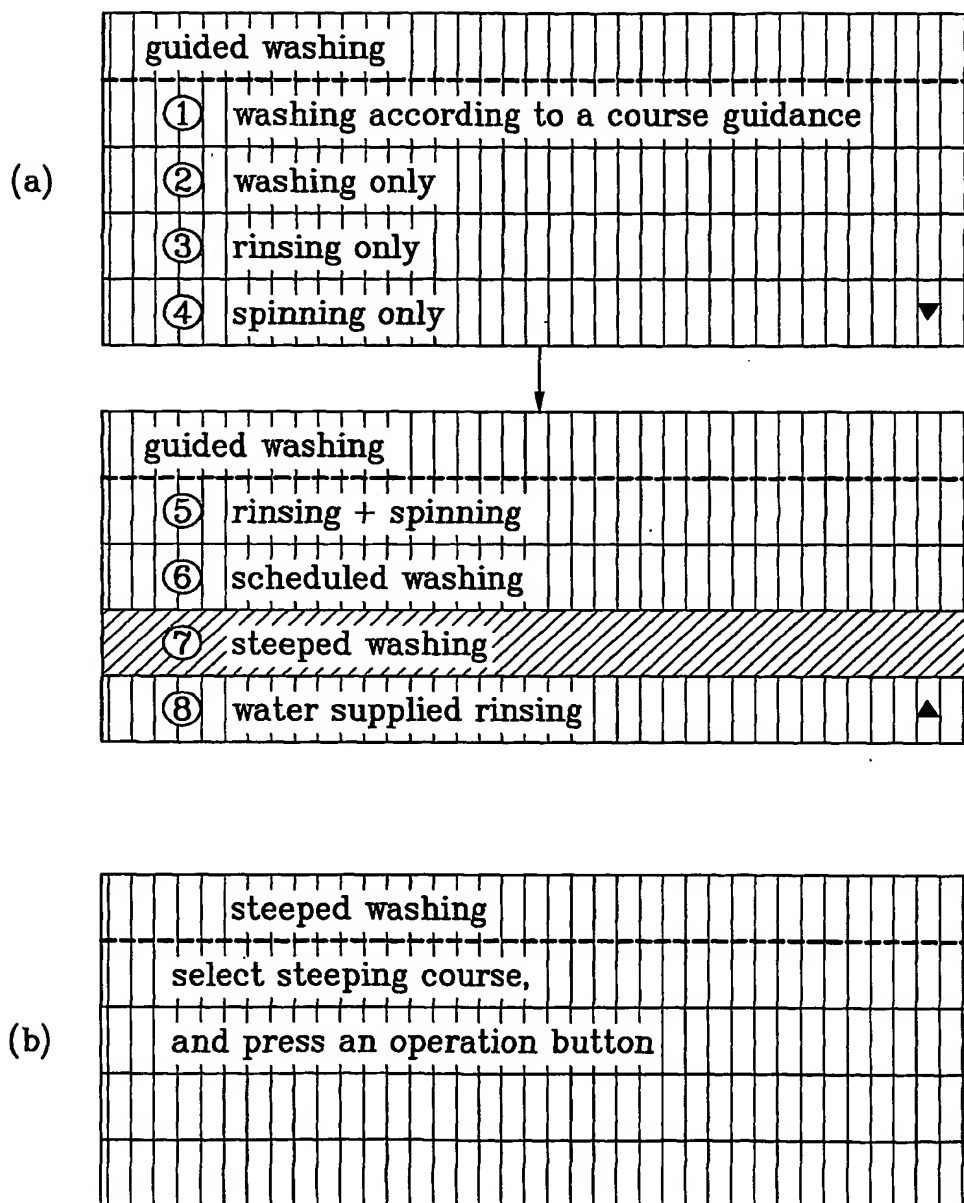 (a)
guided washing
① washing according to a course guidance
② washing only
③ rinsing only
④ spinning only ▼
guided washing
⑤ rinsing + spinning
⑥ scheduled washing
⑦ steeped washing
⑧ water supplied rinsing ▲
(b)
steeped washing
select steeping course,
and press an operation button